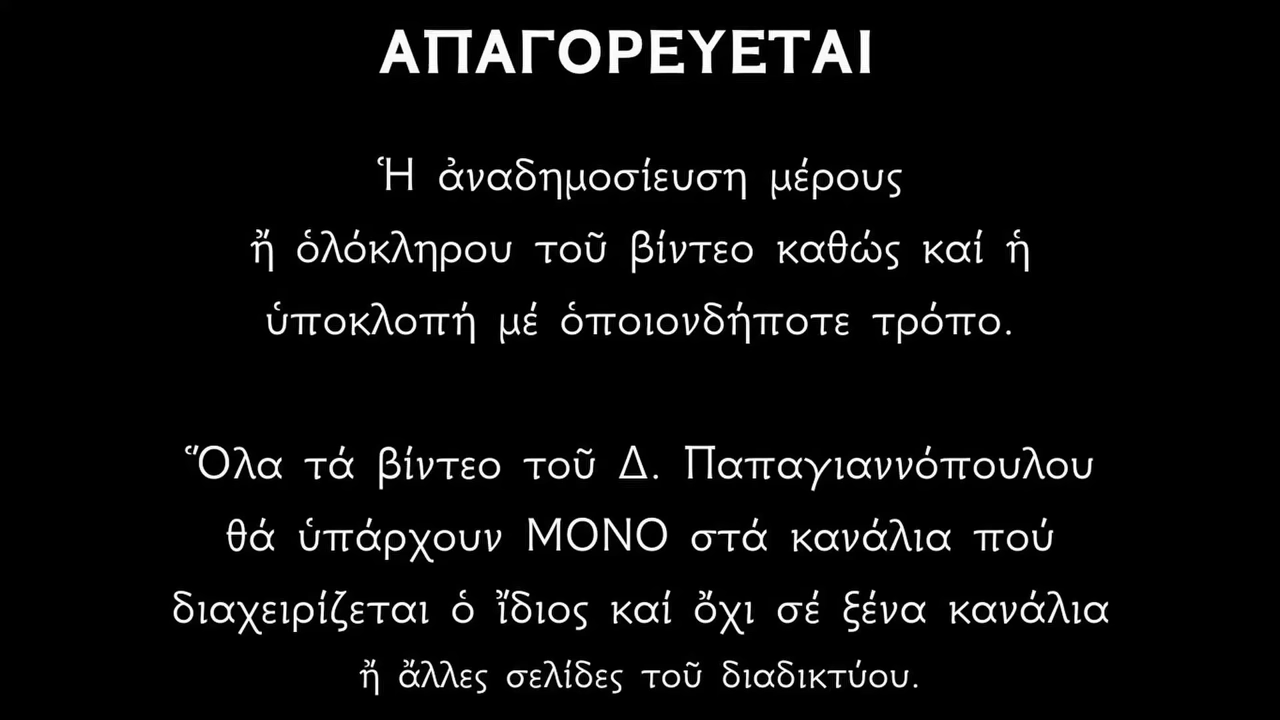 ΑΠΑΓΟΡΕΥΕΤΑΙ
Ἡ ἀναδημοσίευση μέρους
ἤ ὁλόκληρου τοῦ βίντεο καθώς καί ἡ
ὑποκλοπή μέ ὁποιονδήποτε τρόπο.
Ὅλα τά βίντεο τοῦ Δ. Παπαγιαννόπουλου
θά ὑπάρχουν ΜΟΝΟ στά κανάλια πού
διαχειρίζεται ὁ ἴδιος καί ὄχι σέ ξένα κανάλια
ἤ ἄλλες σελίδες τοῦ διαδικτύου.